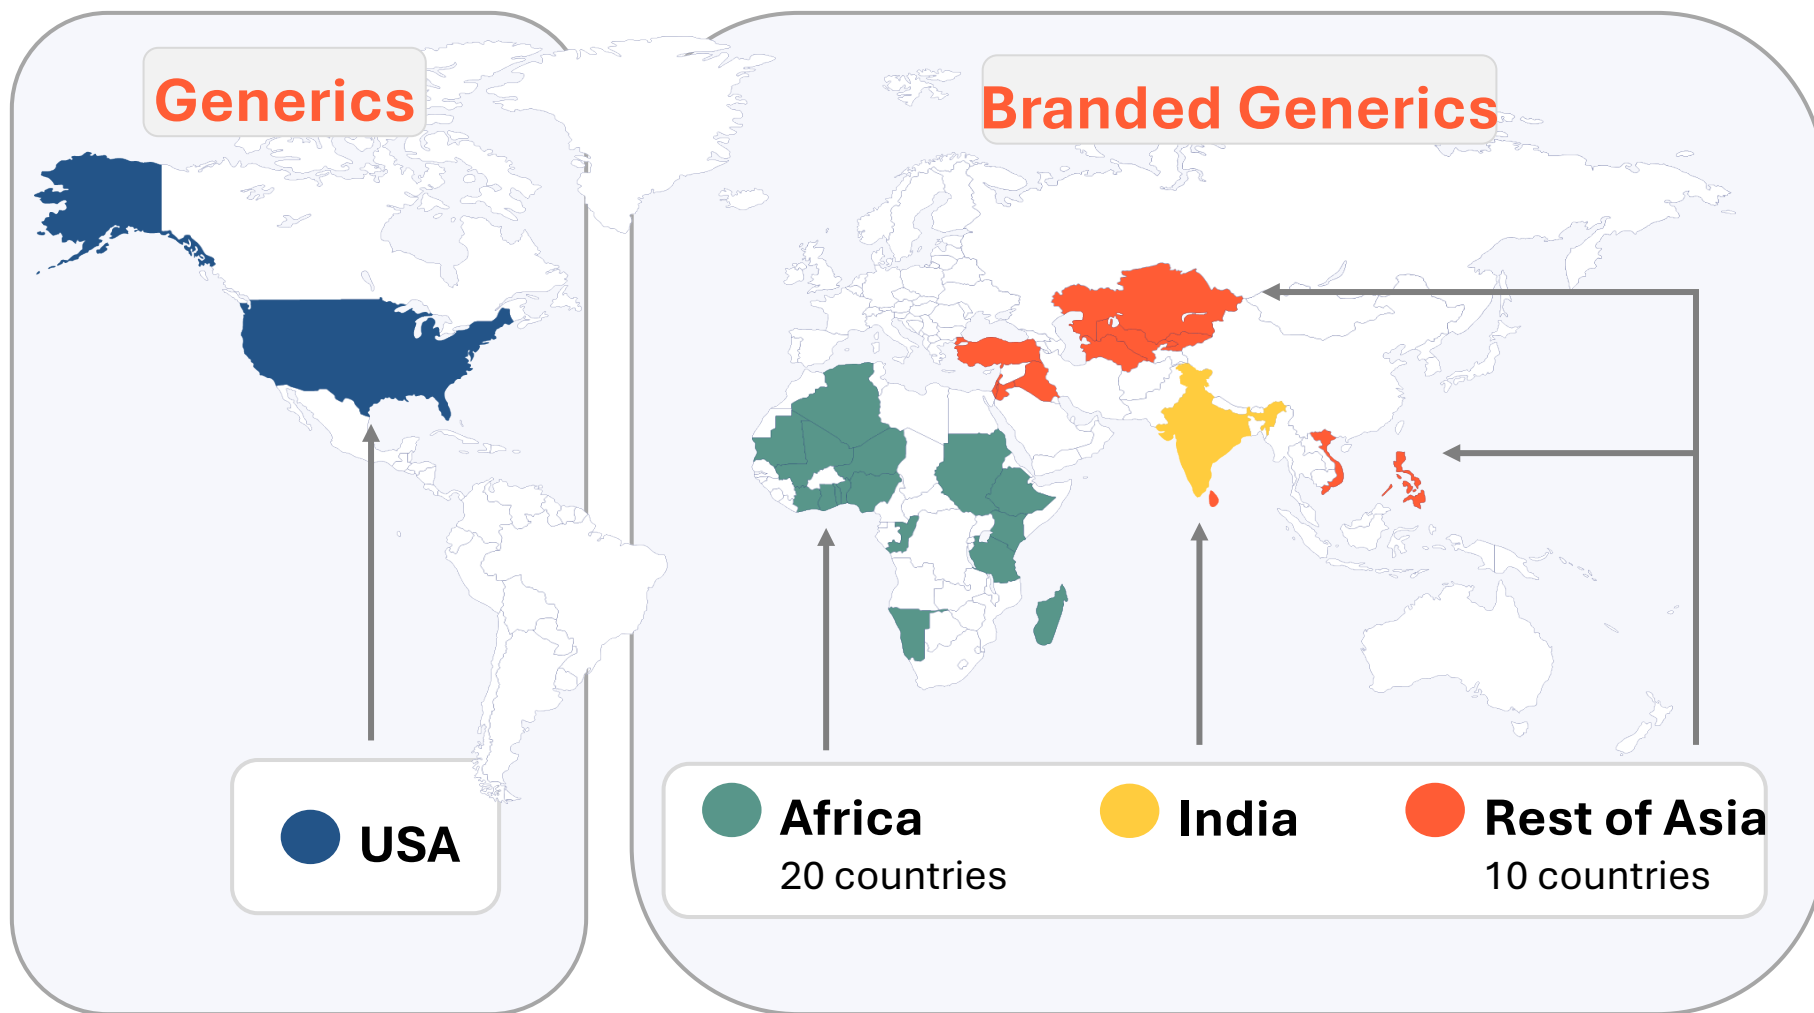 Generics
Branded Generics
USA
Africa
20 countries
India
Rest of Asia
10 countries